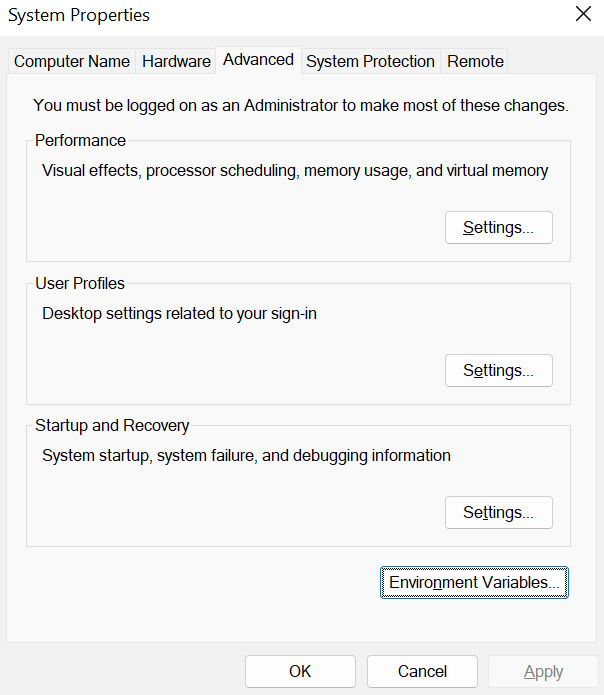 System Properties
Computer Name Hardware Advanced System Protection Remote
You must be logged on as an Administrator to make most of these changes.
Performance
Visual effects, processor scheduling, memory usage, and virtual memory
Settings...
User Profiles
Desktop settings related to your sign-in
Settings...
Startup and Recovery
System startup, system failure, and debugging information
Settings...
Environment Variables...
OK Cancel Apply